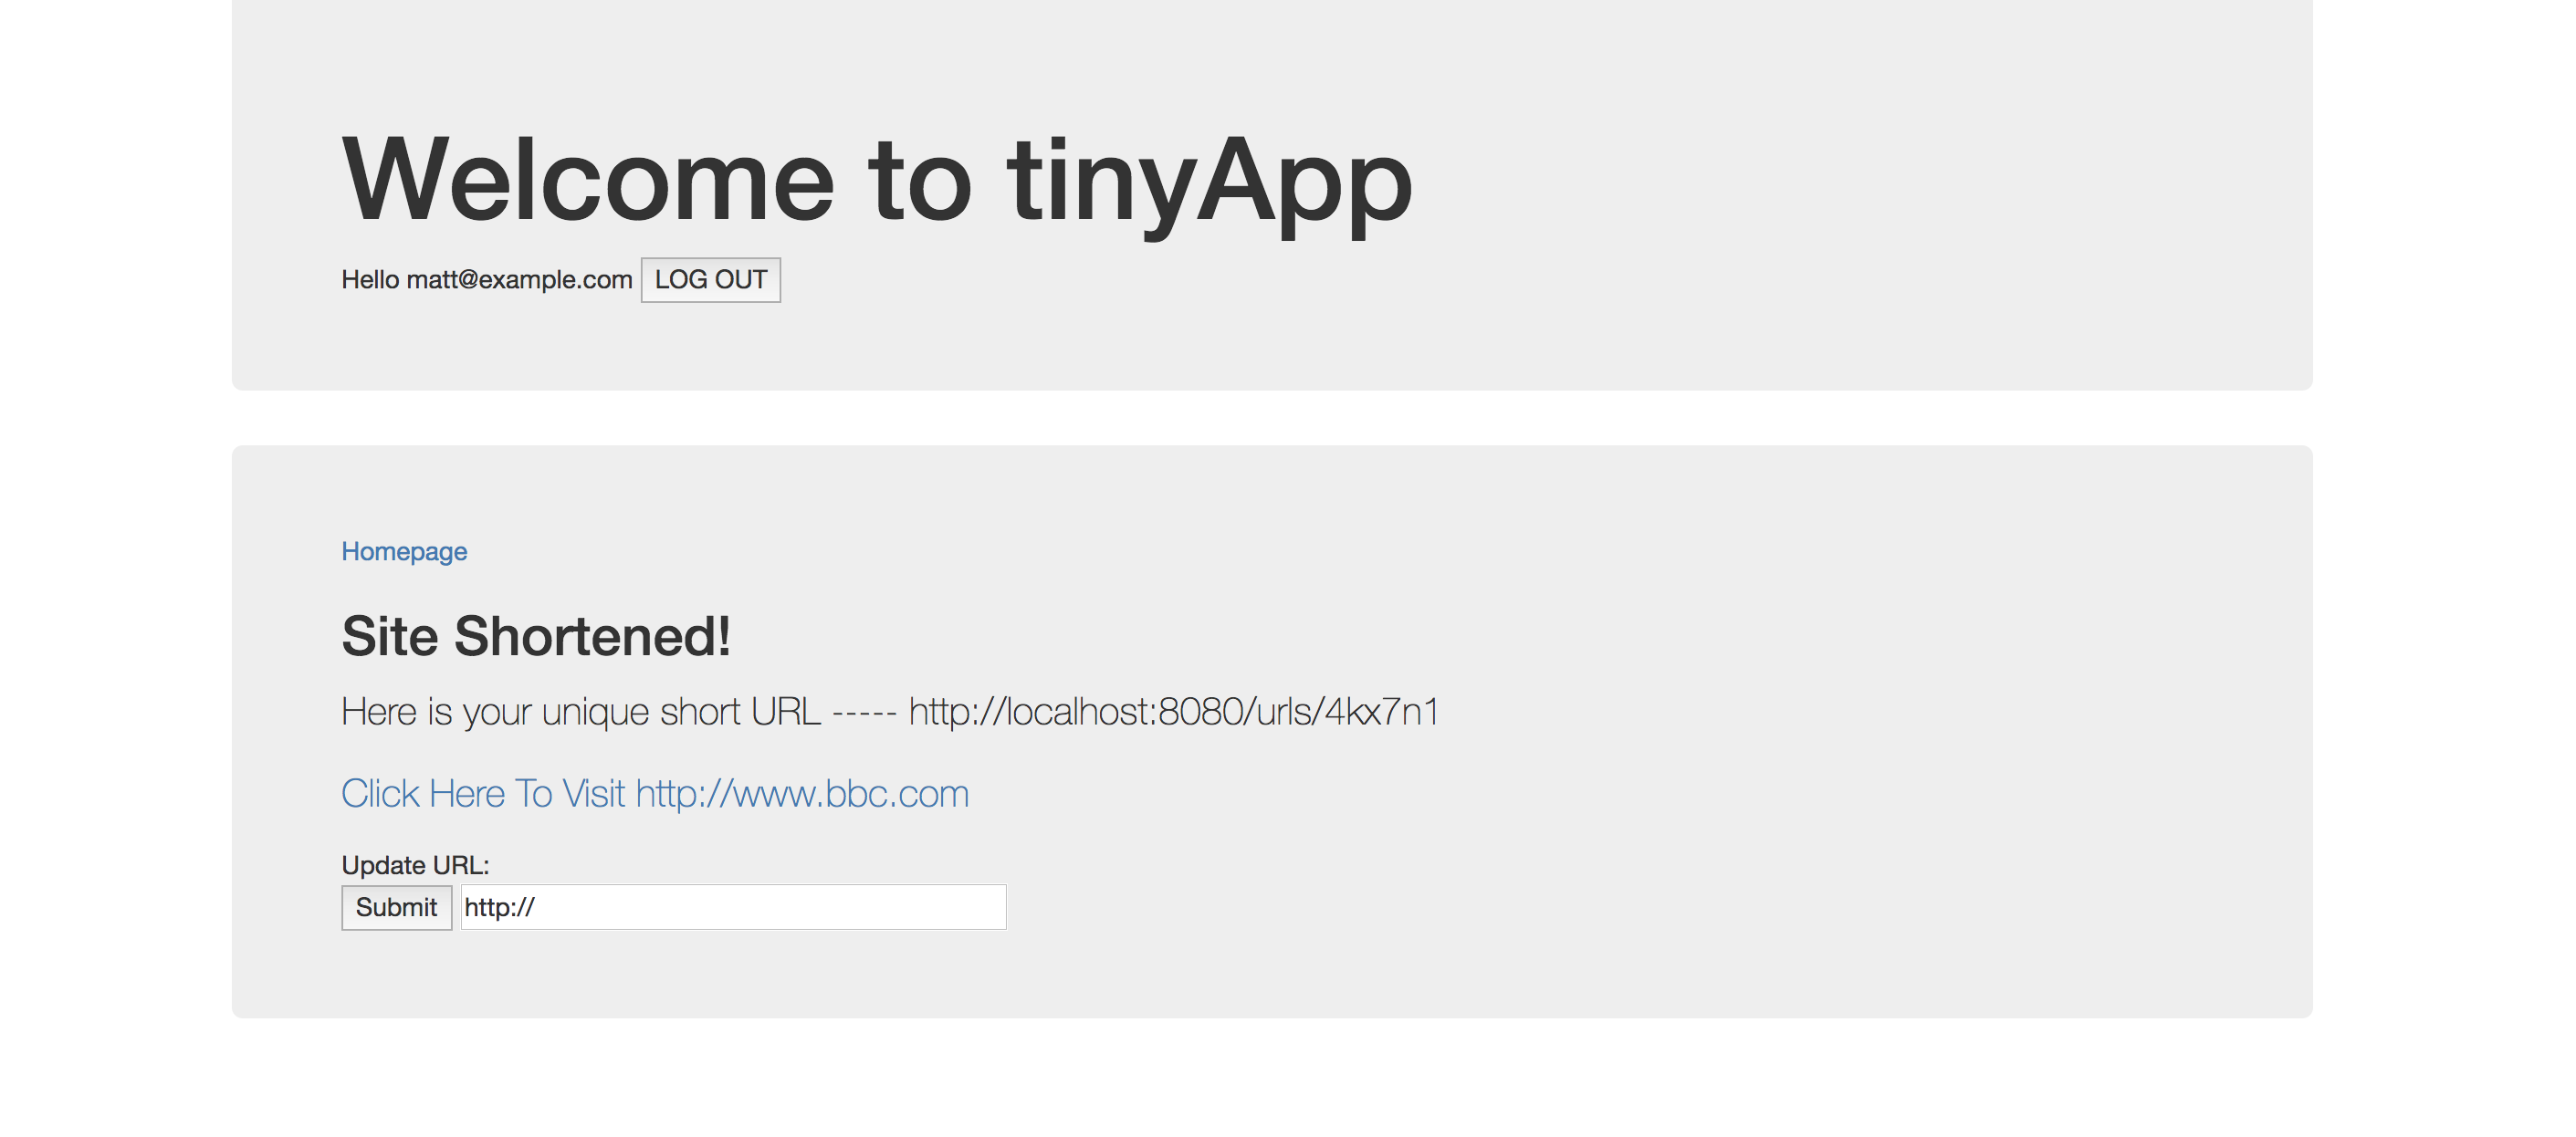 Welcome to tinyApp
Hello matt@example.com LOG OUT
Homepage
Site Shortened!
Here is your unique short URL ----- http://localhost:8080/urls/4kx7n1
Click Here To Visit http://www.bbc.com
Update URL:
Submit http://